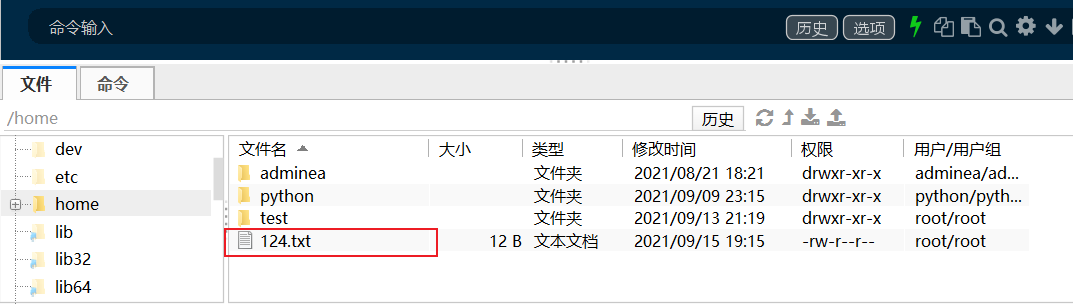 命令输入 历史 选项
文件 命令
/home 历史
dev
etc
home
lib
lib32
lib64
文件名 大小 类型 修改时间 权限 用户/用户组
adminea 文件夹 2021/08/21 18:21 drwxr-xr-x adminea/ad...
python 文件夹 2021/09/09 23:15 drwxr-xr-x python/pyth...
test 文件夹 2021/09/13 21:19 drwxr-xr-x root/root
124.txt 12 B 文本文档 2021/09/15 19:15 -rw-r--r-- root/root